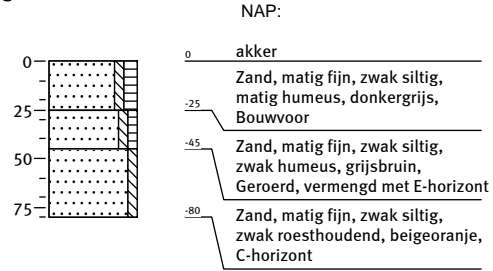 NAP:
0
25
50
75
0 akker
Zand, matig fijn, zwak siltig,
matig humeus, donkergrijs,
Bouwvoor
-25
Zand, matig fijn, zwak siltig,
zwak humeus, grijsbruin,
Geroerd, vermengd met E-horizont
-45
Zand, matig fijn, zwak siltig,
zwak roesthoudend, beigeoranje,
C-horizont
-80